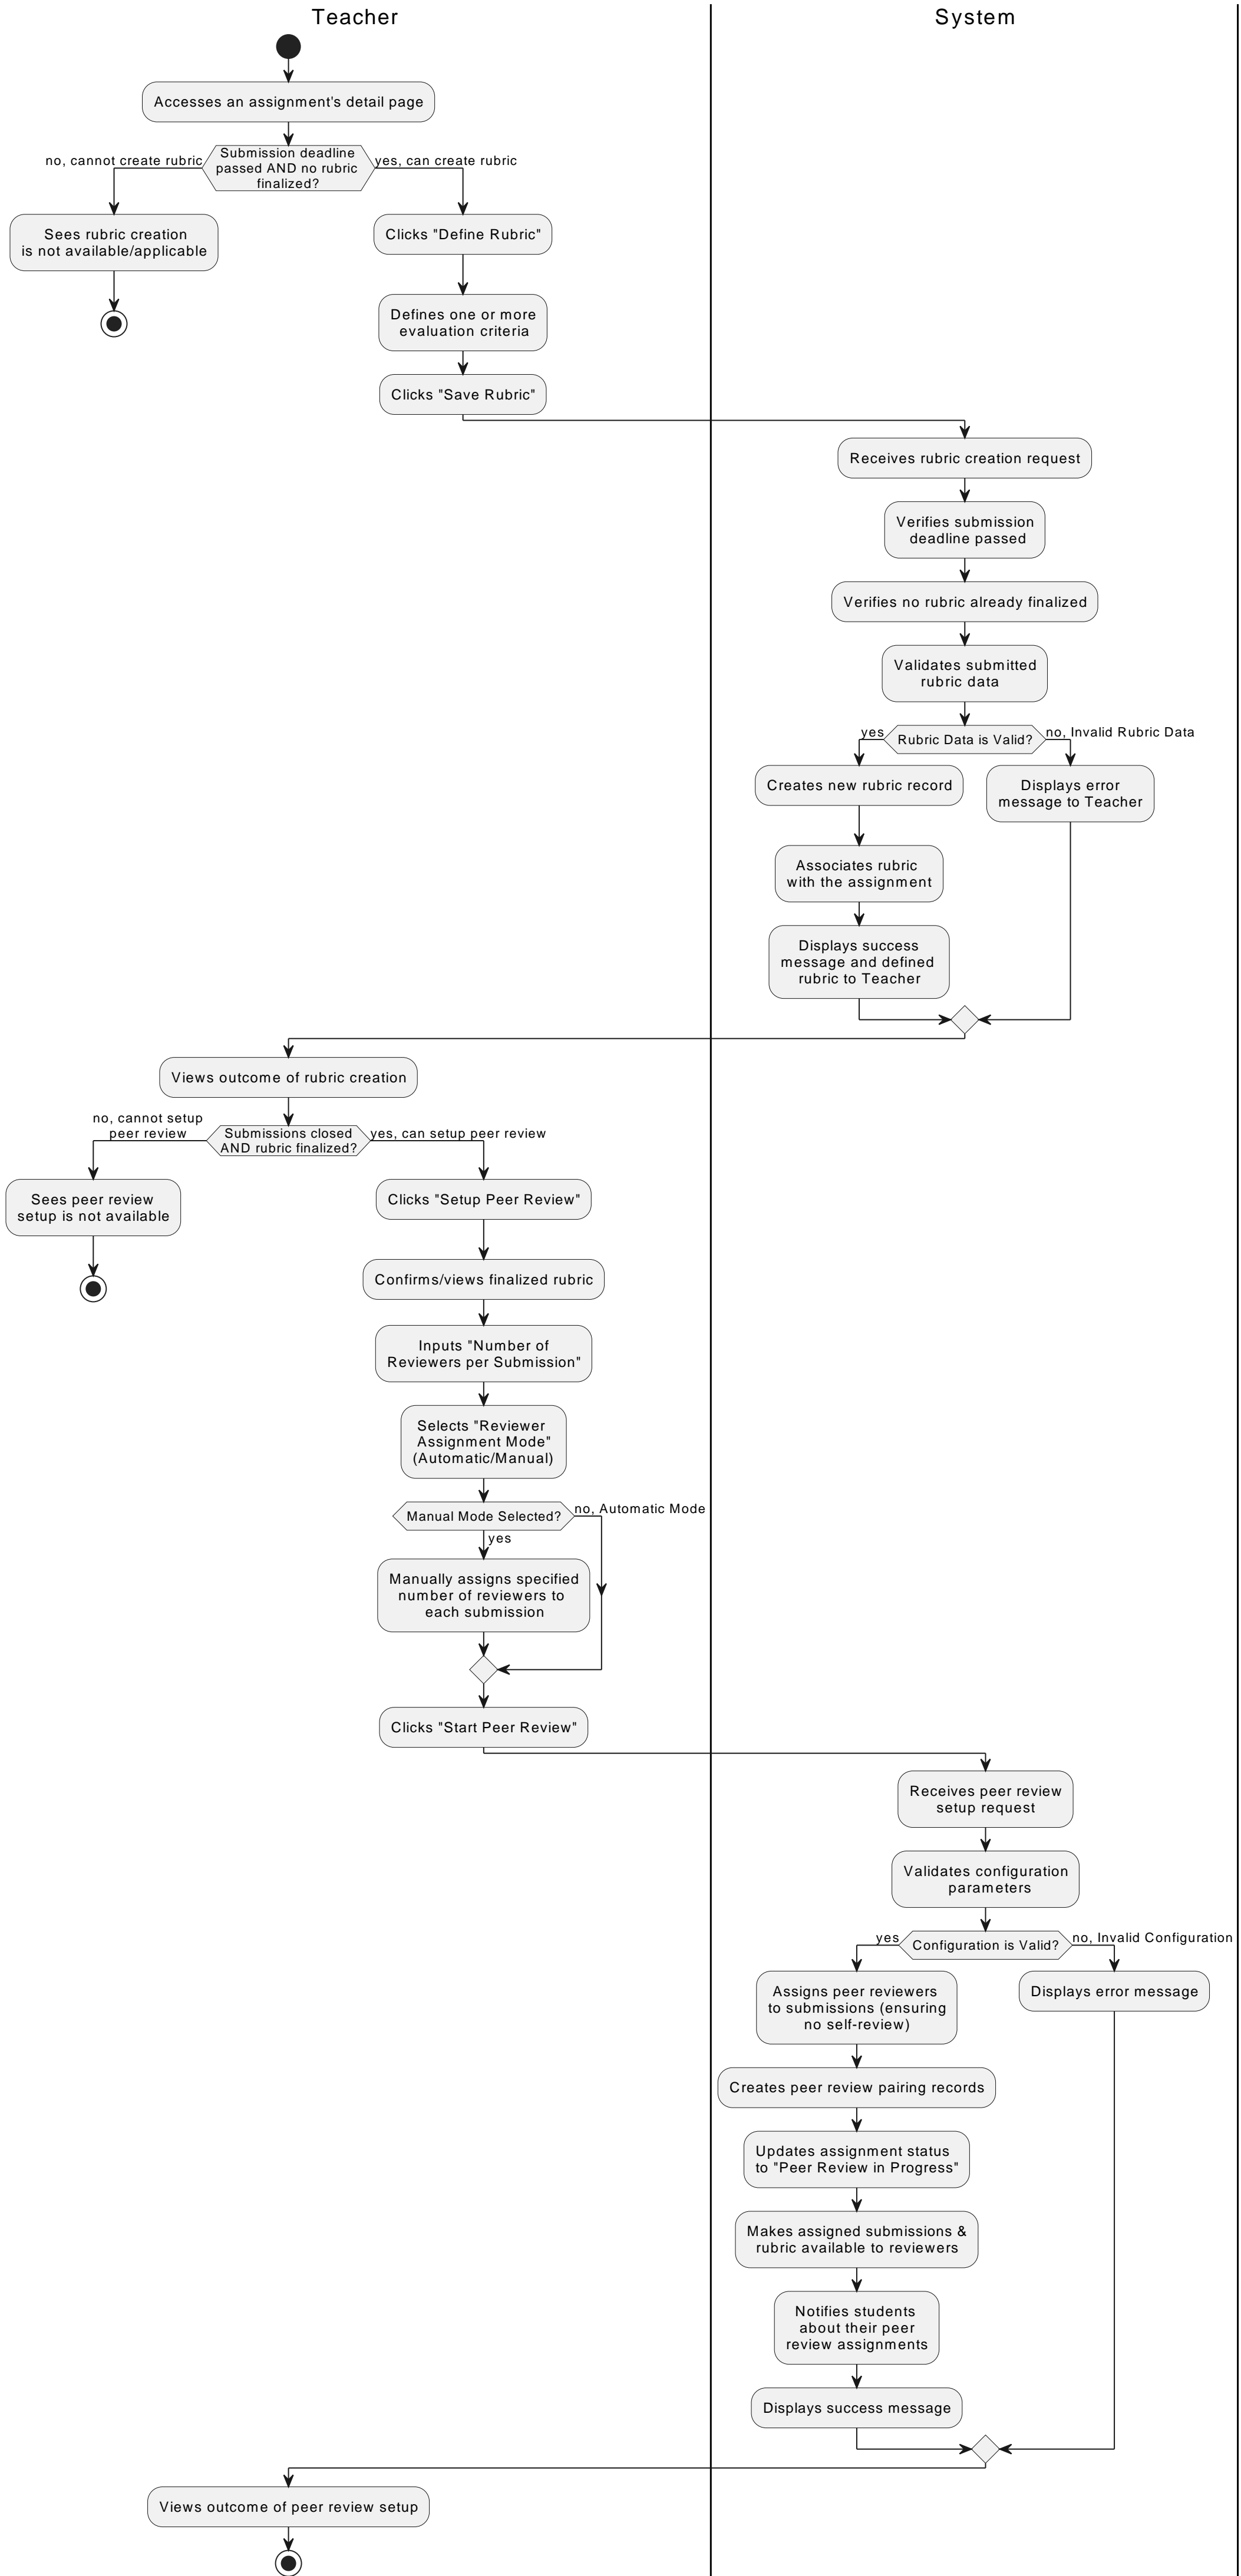 Teacher
System
Accesses an assignment's detail page
no, cannot create rubric
Submission deadline
passed AND no rubric
finalized?
yes, can create rubric
Sees rubric creation
is not available/applicable
Clicks "Define Rubric"
Defines one or more
evaluation criteria
Clicks "Save Rubric"
Receives rubric creation request
Verifies submission
deadline passed
Verifies no rubric already finalized
Validates submitted
rubric data
yes
Rubric Data is Valid?
no, Invalid Rubric Data
Creates new rubric record
Displays error
message to Teacher
Associates rubric
with the assignment
Displays success
message and defined
rubric to Teacher
Views outcome of rubric creation
no, cannot setup
peer review
Submissions closed
AND rubric finalized?
yes, can setup peer review
Sees peer review
setup is not available
Clicks "Setup Peer Review"
Confirms/views finalized rubric
Inputs "Number of
Reviewers per Submission"
Selects "Reviewer
Assignment Mode"
(Automatic/Manual)
Manual Mode Selected?
no, Automatic Mode
yes
Manually assigns specified
number of reviewers to
each submission
Clicks "Start Peer Review"
Receives peer review
setup request
Validates configuration
parameters
yes
Configuration is Valid?
no, Invalid Configuration
Assigns peer reviewers
to submissions (ensuring
no self-review)
Displays error message
Creates peer review pairing records
Updates assignment status
to "Peer Review in Progress"
Makes assigned submissions &
rubric available to reviewers
Notifies students
about their peer
review assignments
Displays success message
Views outcome of peer review setup